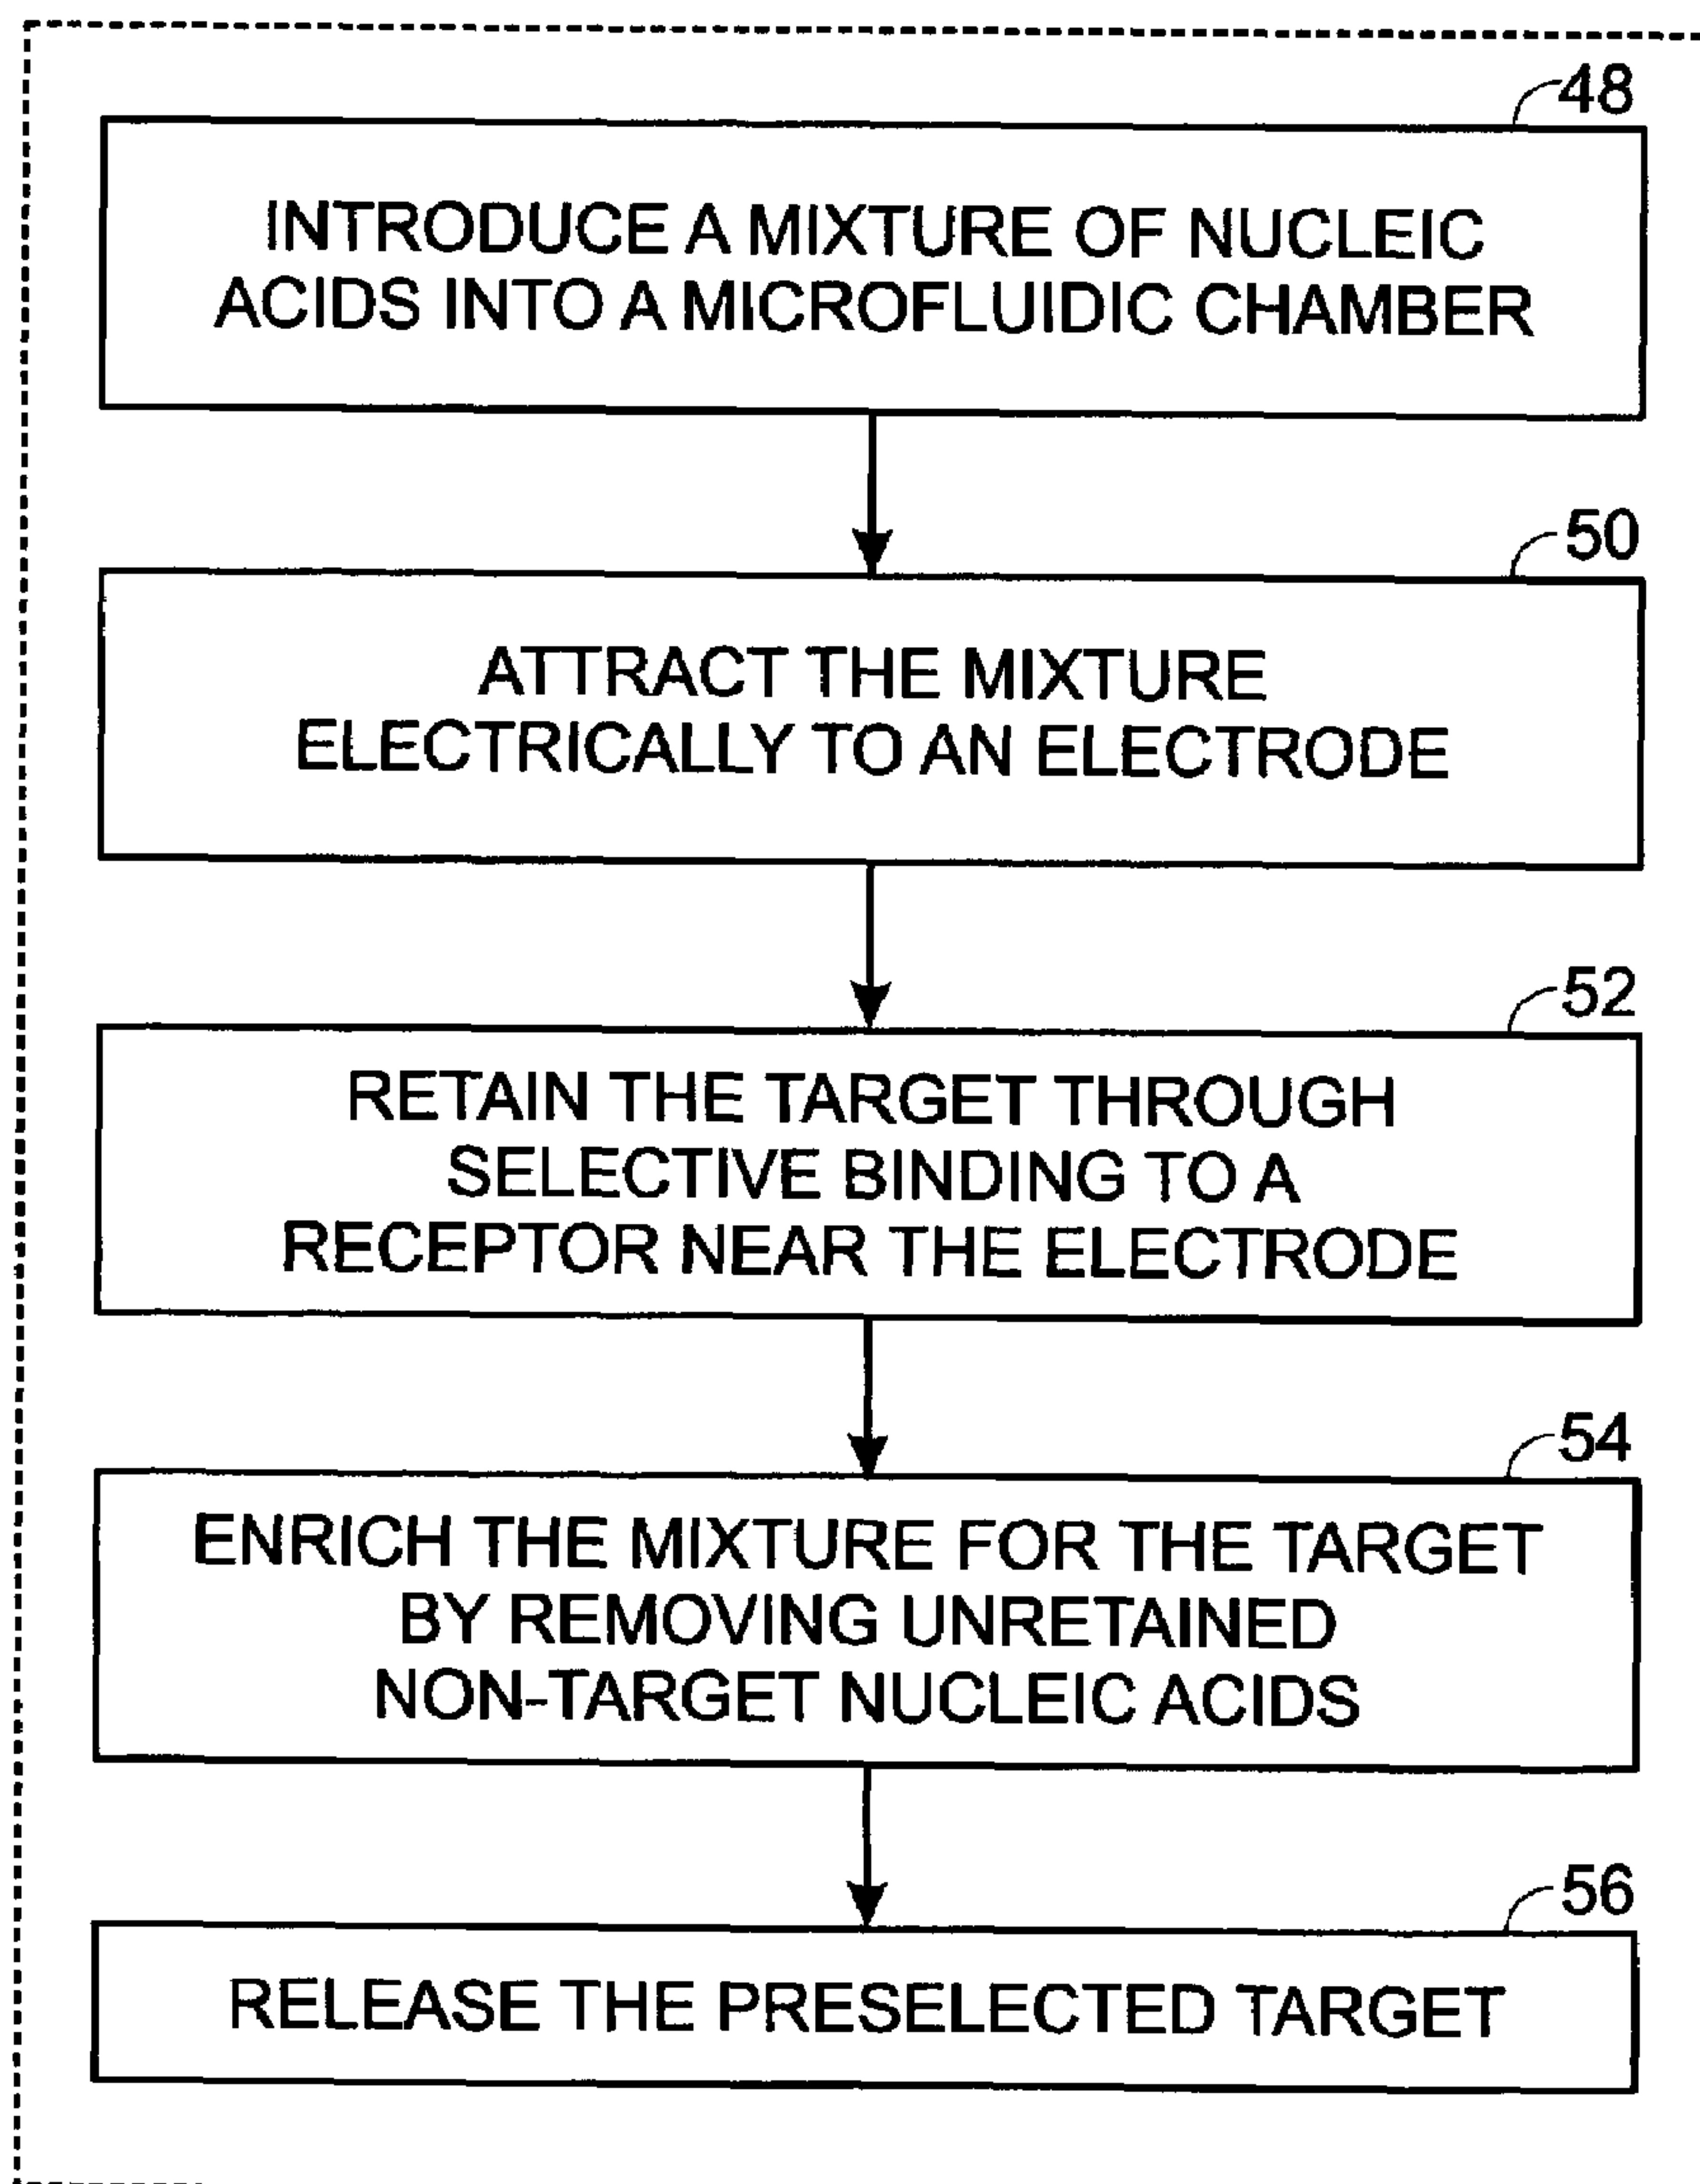 48
INTRODUCE A MIXTURE OF NUCLEIC
ACIDS INTO A MICROFLUIDIC CHAMBER
50
ATTRACT THE MIXTURE
ELECTRICALLY TO AN ELECTRODE
52
RETAIN THE TARGET THROUGH
SELECTIVE BINDING TO A
RECEPTOR NEAR THE ELECTRODE
54
ENRICH THE MIXTURE FOR THE TARGET
BY REMOVING UNRETAINED
NON-TARGET NUCLEIC ACIDS
56
RELEASE THE PRESELECTED TARGET